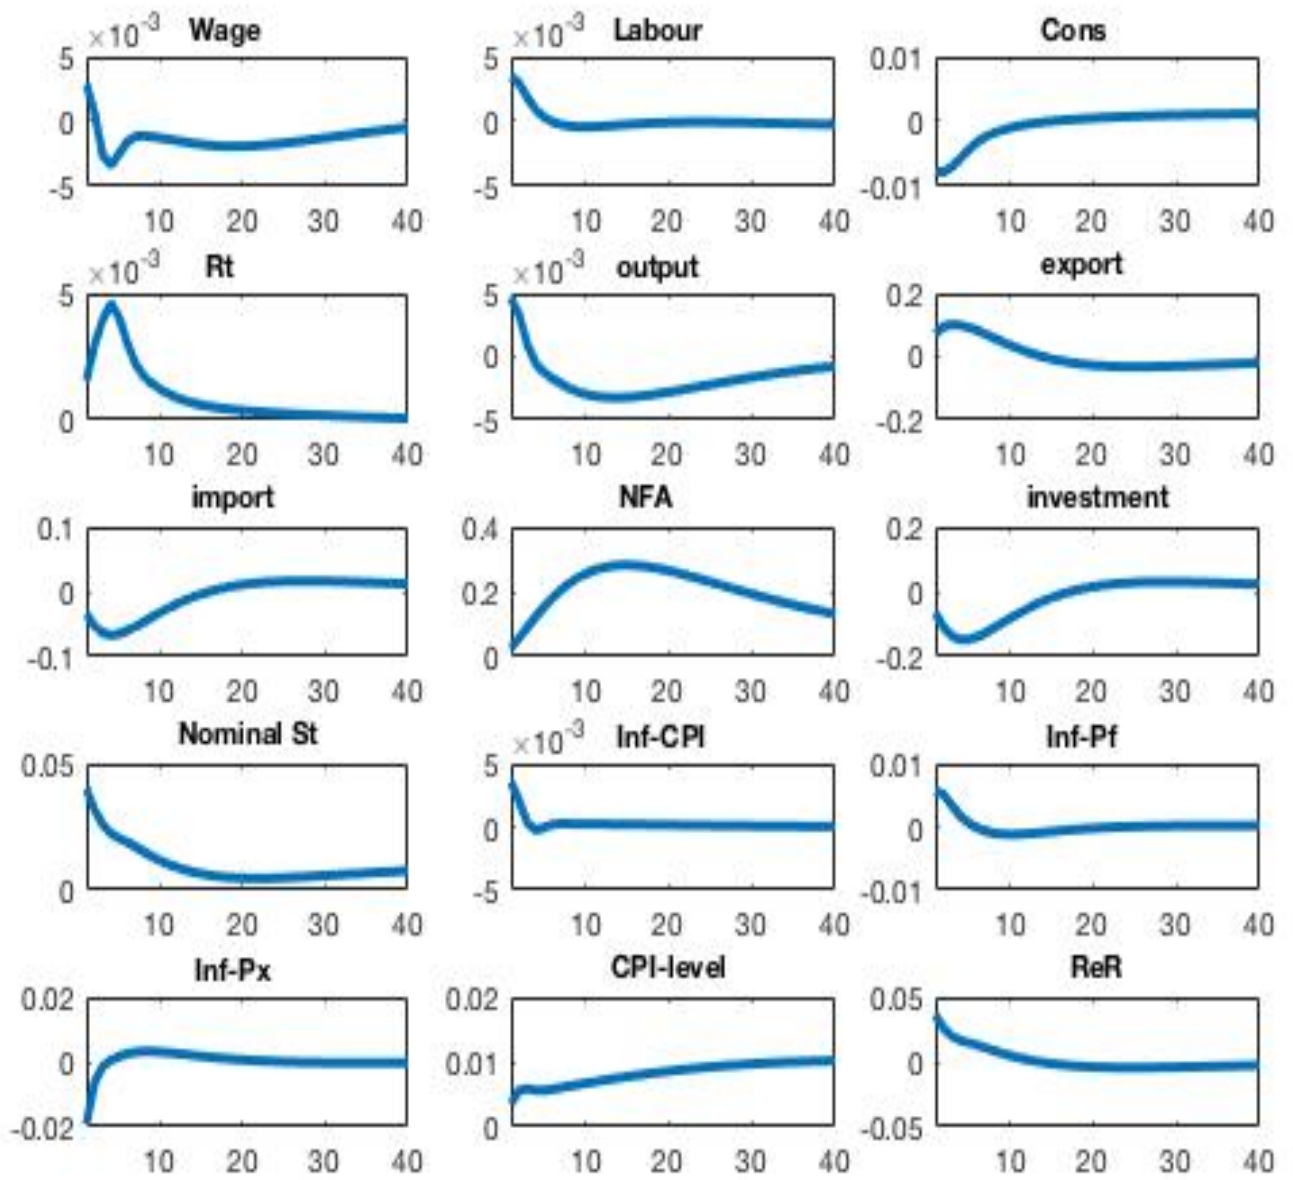 ×10⁻³ Wage
5
0
-5
10 20 30 40
×10⁻³ Labour
5
0
-5
10 20 30 40
Cons
0.01
0
-0.01
10 20 30 40
×10⁻³ Rt
5
0
10 20 30 40
×10⁻³ output
5
0
-5
10 20 30 40
export
0.2
0
-0.2
10 20 30 40
import
0.1
0
-0.1
10 20 30 40
NFA
0.4
0.2
0
10 20 30 40
investment
0.2
0
-0.2
10 20 30 40
Nominal St
0.05
0
10 20 30 40
×10⁻³ Inf-CPI
5
0
-5
10 20 30 40
Inf-Pf
0.01
0
-0.01
10 20 30 40
Inf-Px
0.02
0
-0.02
10 20 30 40
CPI-level
0.02
0.01
0
10 20 30 40
ReR
0.05
0
-0.05
10 20 30 40